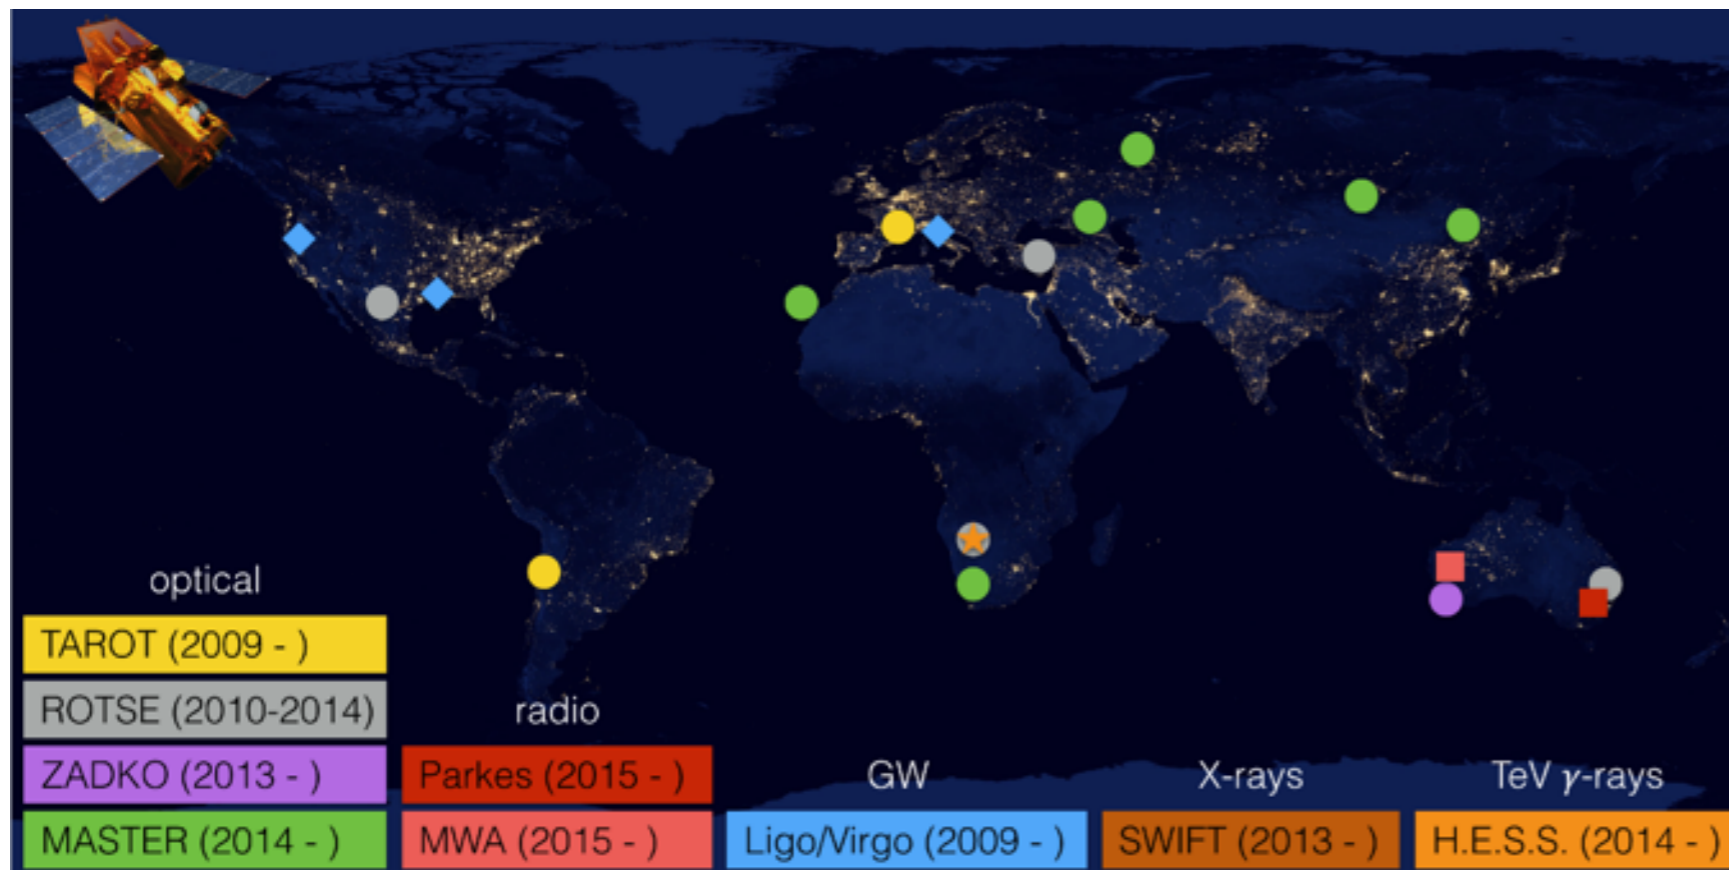 optical
TAROT (2009 - )
ROTSE (2010-2014)
ZADKO (2013 - )
MASTER (2014 - )
radio
Parkes (2015 - )
MWA (2015 - )
GW
Ligo/Virgo (2009 - )
X-rays
SWIFT (2013 - )
TeV γ-rays
H.E.S.S. (2014 - )